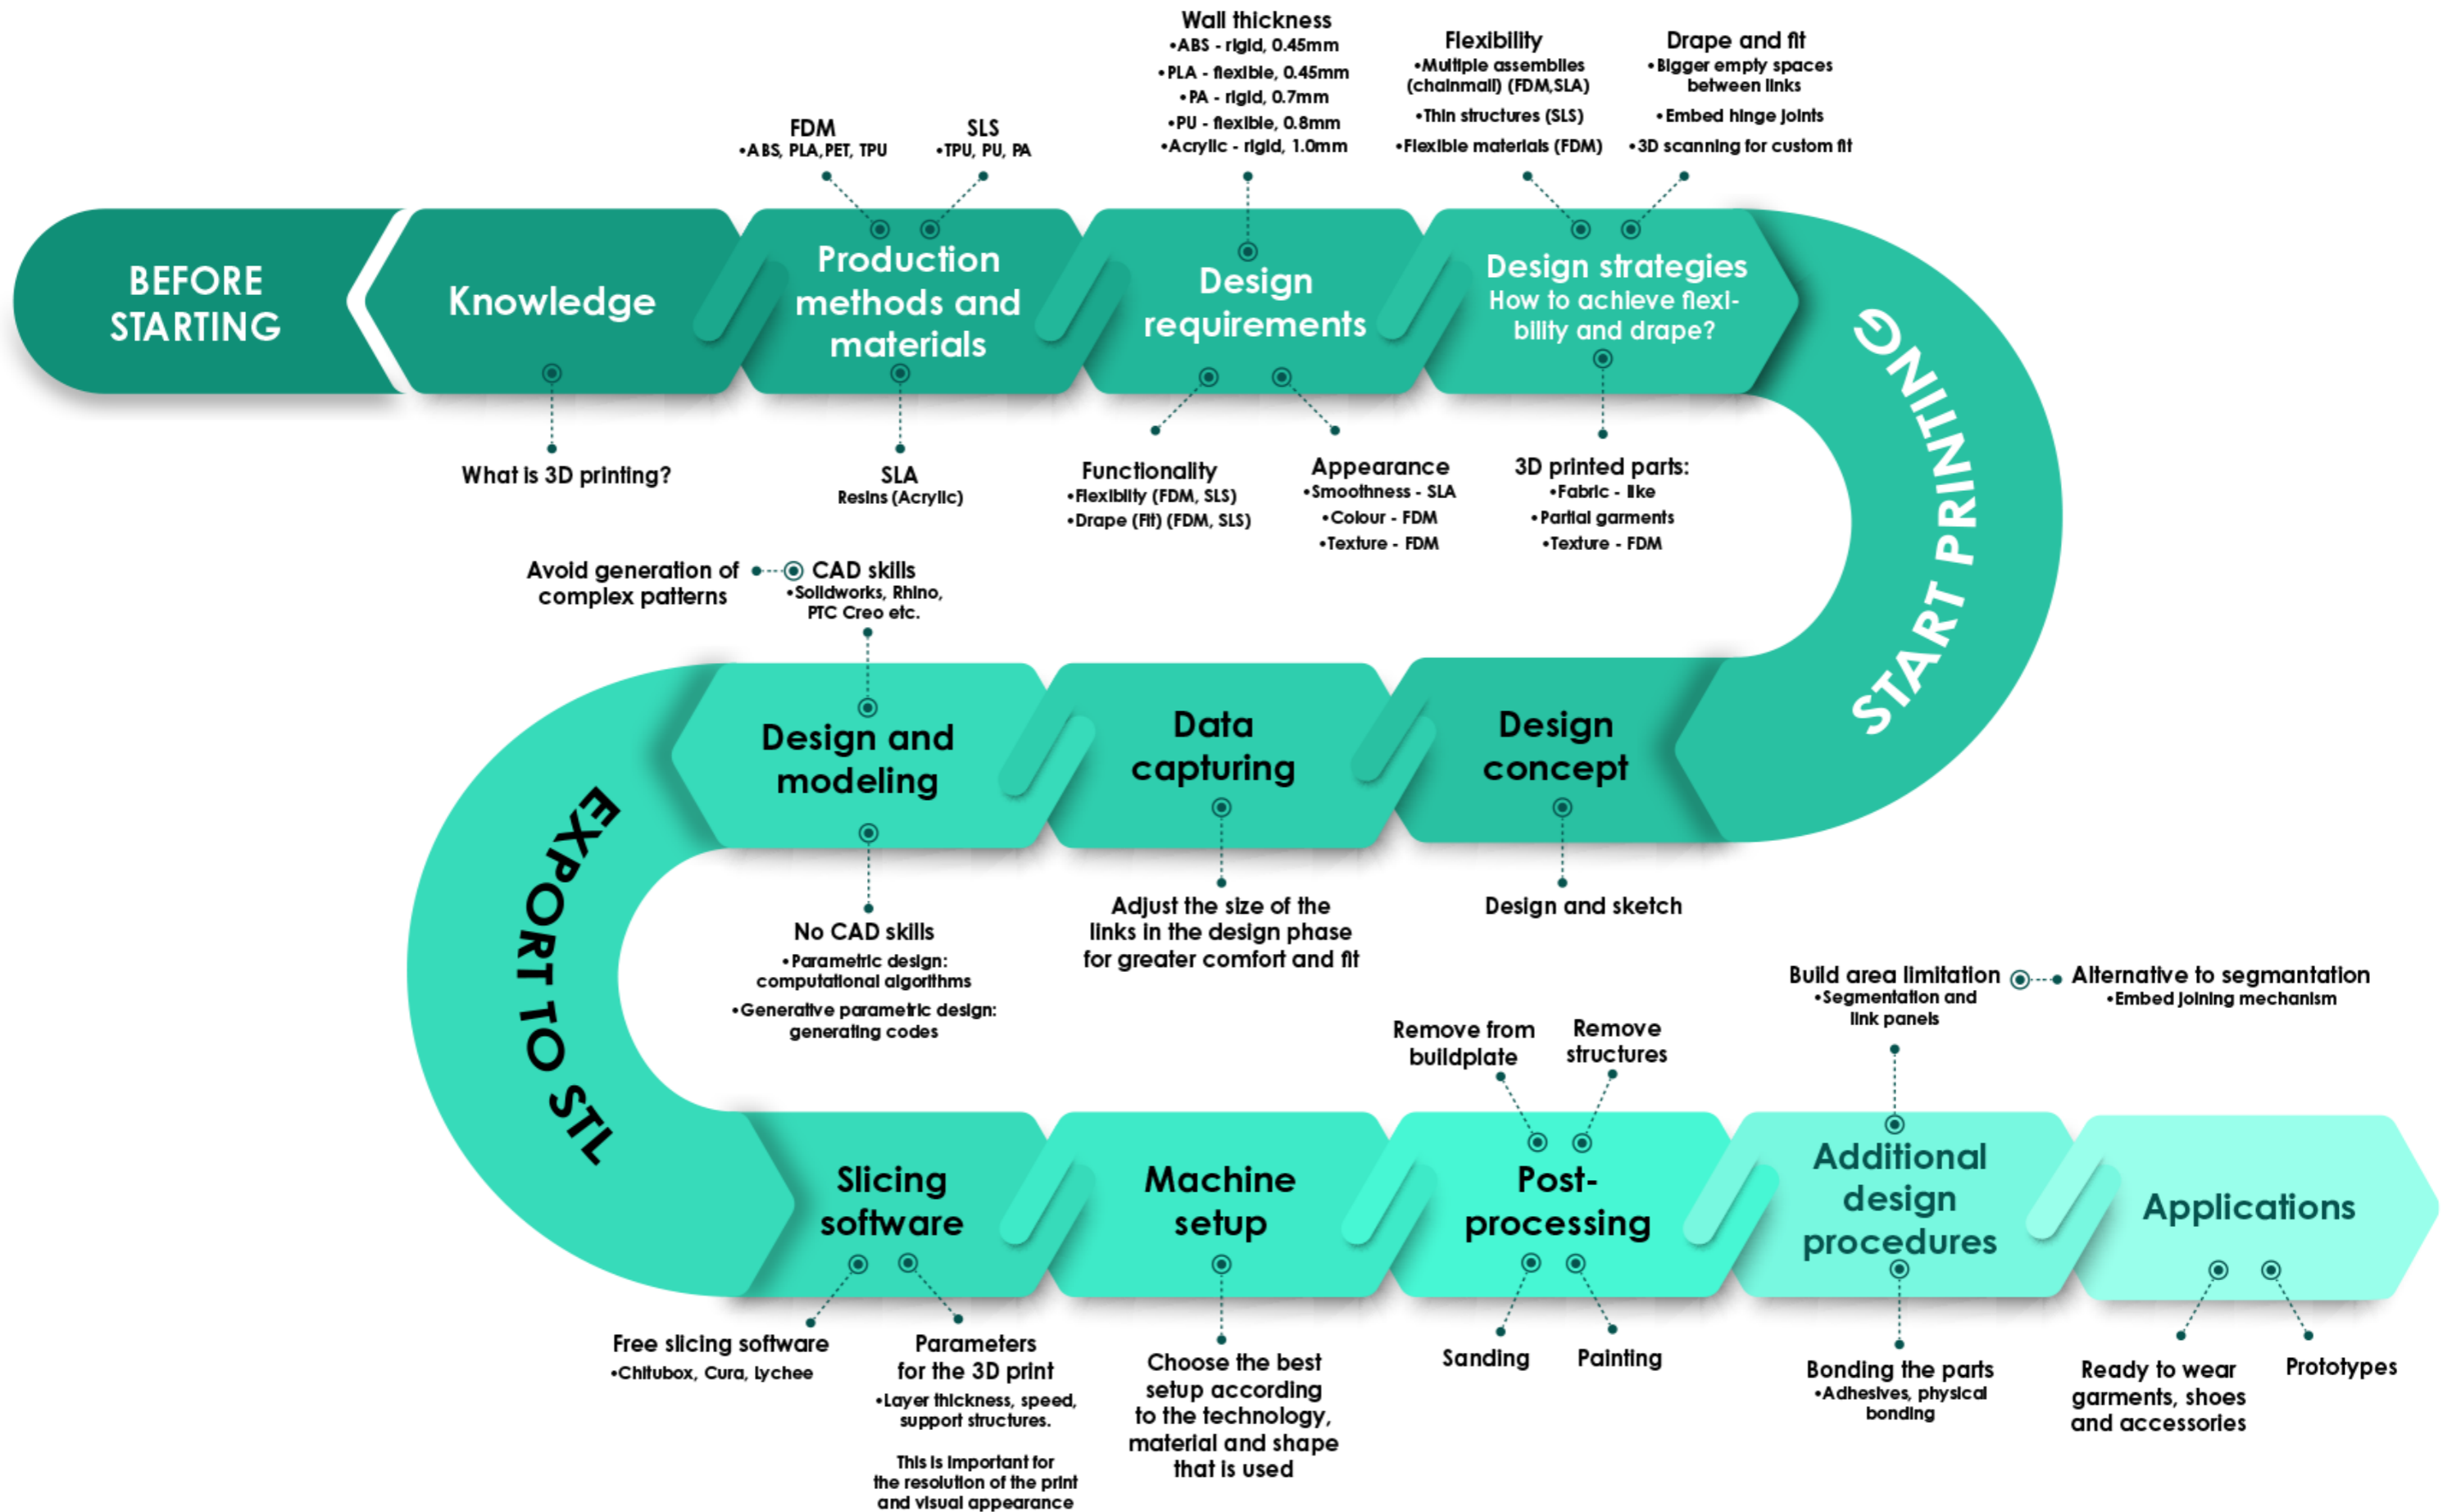 Wall thickness
•ABS - rigid, 0.45mm
•PLA - flexible, 0.45mm
•PA - rigid, 0.7mm
•PU - flexible, 0.8mm
•Acrylic - rigid, 1.0mm
Flexibility
•Multiple assemblies
(chainmail) (FDM,SLA)
•Thin structures (SLS)
•Flexible materials (FDM)
Drape and fit
•Bigger empty spaces
between links
•Embed hinge joints
•3D scanning for custom fit
FDM
•ABS, PLA,PET, TPU
SLS
•TPU, PU, PA
BEFORE
STARTING
Knowledge
Production
methods and
materials
Design
requirements
Design strategies
How to achieve flexi-
bility and drape?
START PRINTING
What is 3D printing?
SLA
Resins (Acrylic)
Functionality
•Flexiblity (FDM, SLS)
•Drape (Fit) (FDM, SLS)
Appearance
•Smoothness - SLA
•Colour - FDM
•Texture - FDM
3D printed parts:
•Fabric - like
•Partial garments
•Texture - FDM
Avoid generation of
complex patterns
CAD skills
•Solidworks, Rhino,
PTC Creo etc.
Design
concept
Data
capturing
Design and
modeling
EXPORT TO STL
Design and sketch
Adjust the size of the
links in the design phase
for greater comfort and fit
No CAD skills
•Parametric design:
computational algorithms
•Generative parametric design:
generating codes
Remove from
buildplate
Remove
structures
Build area limitation
•Segmentation and
link panels
Alternative to segmantation
•Embed joining mechanism
Slicing
software
Machine
setup
Post-
processing
Additional
design
procedures
Applications
Free slicing software
•Chitubox, Cura, Lychee
Parameters
for the 3D print
•Layer thickness, speed,
support structures.
This is important for
the resolution of the print
and visual appearance
Choose the best
setup according
to the technology,
material and shape
that is used
Sanding
Painting
Bonding the parts
•Adhesives, physical
bonding
Ready to wear
garments, shoes
and accessories
Prototypes